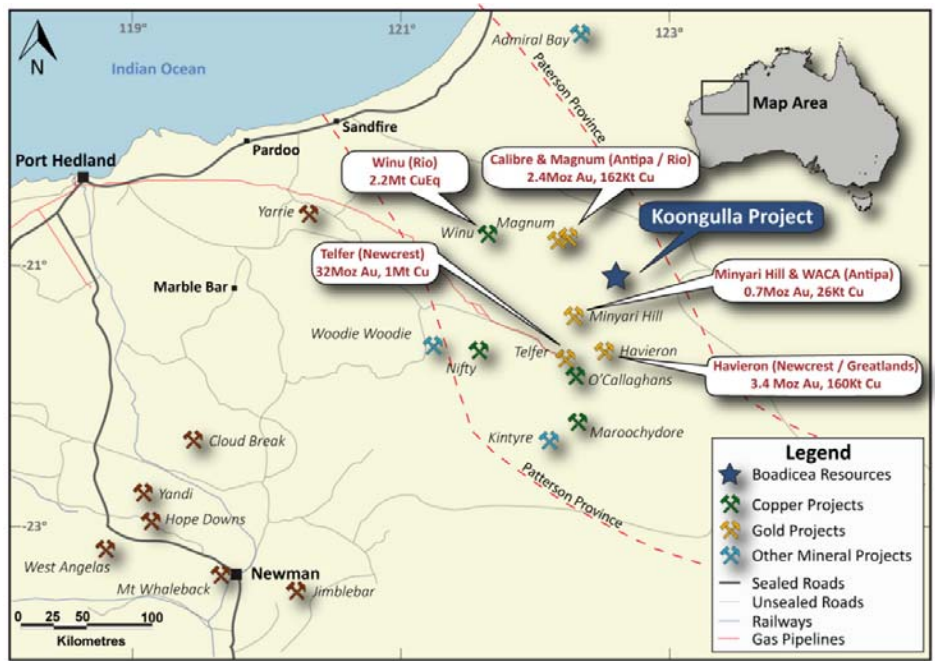 119°
121°
123°
Admiral Bay
N
Indian Ocean
Paterson Province
Map Area
Sandfire
Pardoo
Port Hedland
Winu (Rio)
2.2Mt CuEq
Calibre & Magnum (Antipa / Rio)
2.4Moz Au, 162Kt Cu
Yarrie
Winu
Magnum
Koongulla Project
Telfer (Newcrest)
32Moz Au, 1Mt Cu
-21°
Minyari Hill & WACA (Antipa)
0.7Moz Au, 26Kt Cu
Marble Bar
Minyari Hill
Woodie Woodie
Nifty
Telfer
Havieron
O'Callaghans
Havieron (Newcrest / Greatlands)
3.4 Moz Au, 160Kt Cu
Cloud Break
Kintyre
Maroochydore
Patterson Province
Yandi
Hope Downs
-23°
West Angelas
Mt Whaleback
Newman
Jimblebar
0 25 50 100
Kilometres
Legend
Boadicea Resources
Copper Projects
Gold Projects
Other Mineral Projects
Sealed Roads
Unsealed Roads
Railways
Gas Pipelines